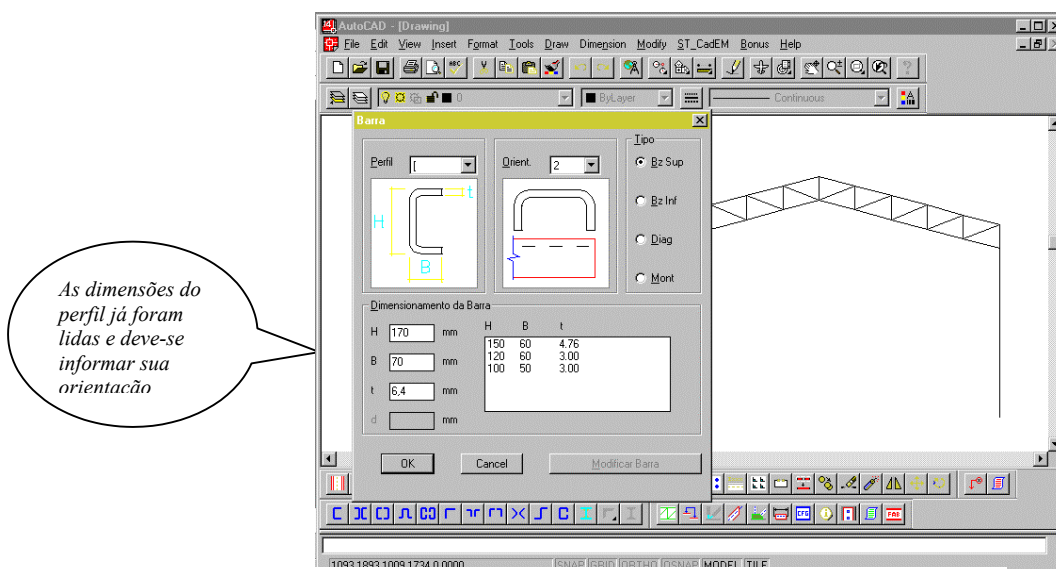 AutoCAD - [Drawing]
File Edit View Insert Format Tools Draw Dimension Modify ST_CadEM Bonus Help
ABC
0 ByLayer Continuous
Barra
Perfil [
Orient. 2
Tipo
Bz Sup
Bz Inf
Diag
Mont
H
t
B
As dimensões do
perfil já foram
lidas e deve-se
informar sua
orientação
Dimensionamento da Barra
H 170 mm
B 70 mm
t 6,4 mm
d mm
H B t
150 60 4.76
120 60 3.00
100 50 3.00
OK Cancel Modificar Barra
CFG
FAB
1093.1893,1009.1734,0.0000 SNAP GRID ORTHO OSNAP MODEL TILE